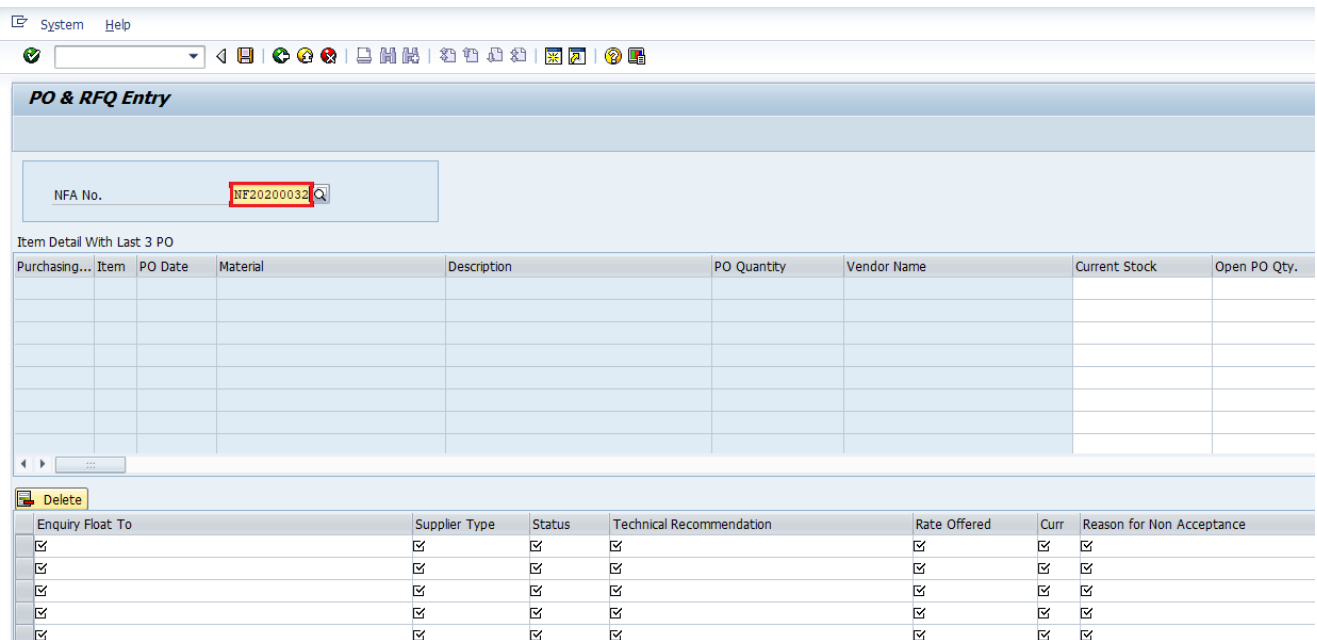 System Help
PO & RFQ Entry
NFA No. NF20200032
Item Detail With Last 3 PO
Purchasing... Item PO Date Material Description PO Quantity Vendor Name Current Stock Open PO Qty.
Delete
Enquiry Float To Supplier Type Status Technical Recommendation Rate Offered Curr Reason for Non Acceptance